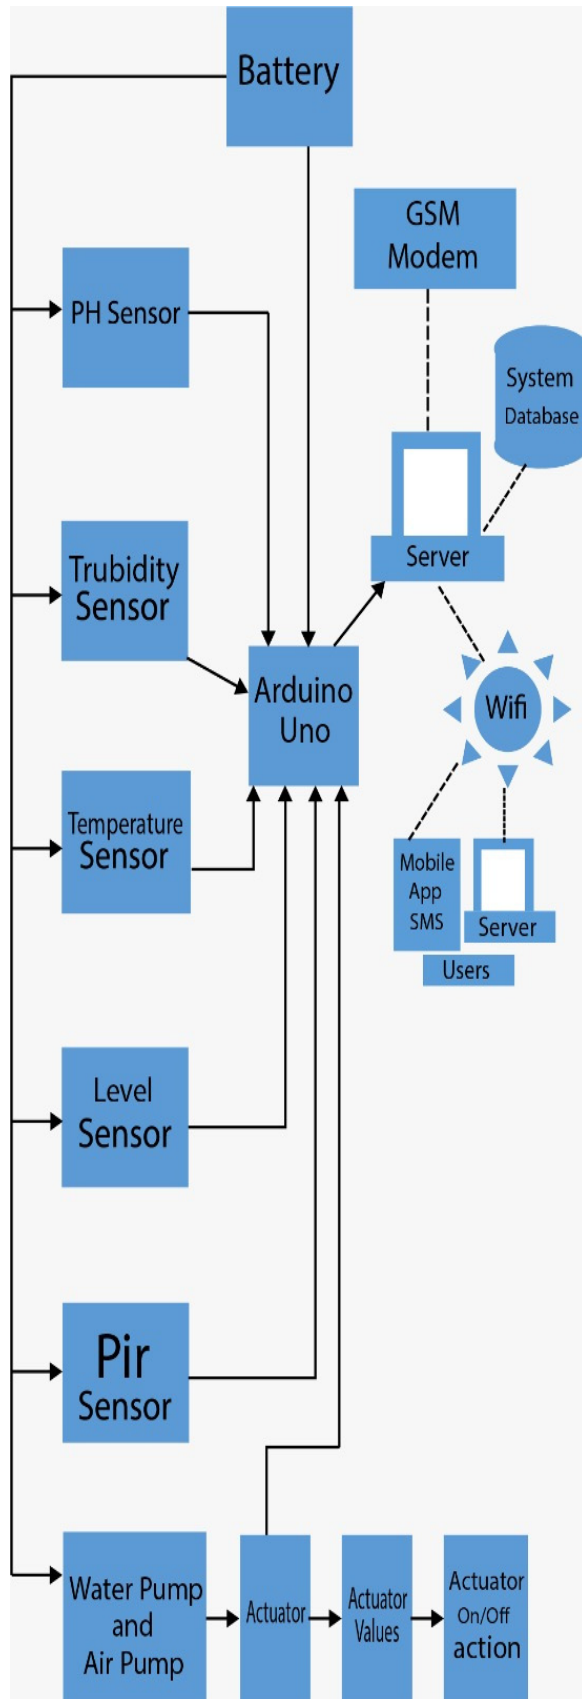 Battery
GSM
Modem
PH Sensor
System
Database
Server
Trubidity
Sensor
Arduino
Uno
Wifi
Temperature
Sensor
Mobile
App
SMS
Server
Users
Level
Sensor
Pir
Sensor
Water Pump
and
Air Pump
Actuator
Actuator
Values
Actuator
On/Off
action